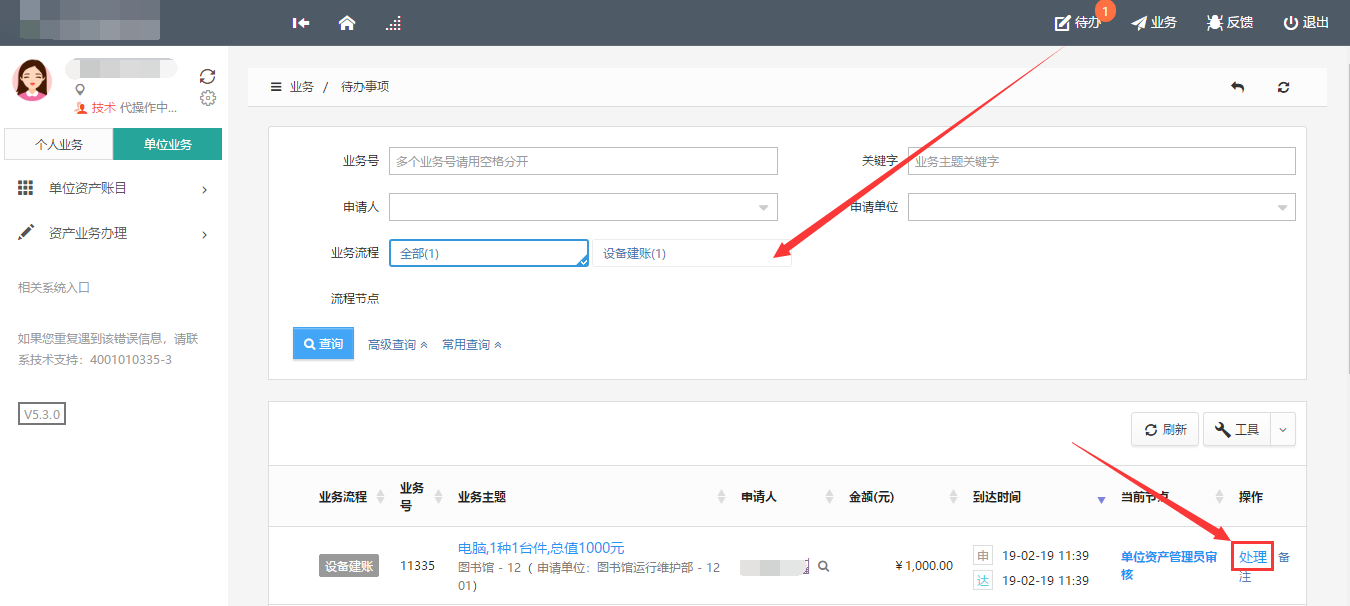 待办 1 业务 反馈 退出
技术 代操作中...
个人业务 单位业务
单位资产账目
资产业务办理
相关系统入口
如果您重复遇到该错误信息，请联
系技术支持：4001010335-3
V5.3.0
业务 / 待办事项
业务号 多个业务号请用空格分开 关键字 业务主题关键字
申请人 申请单位
业务流程 全部(1) 设备建账(1)
流程节点
查询 高级查询 常用查询
刷新 工具
业务流程 业务
号 业务主题 申请人 金额(元) 到达时间 当前节点 操作
电脑,1种1台件,总值1000元
设备建账 11335 图书馆 - 12（ 申请单位：图书馆运行维护部 - 12
01) ¥ 1,000.00
申 19-02-19 11:39
达 19-02-19 11:39
单位资产管理员审
核
处理 备
注